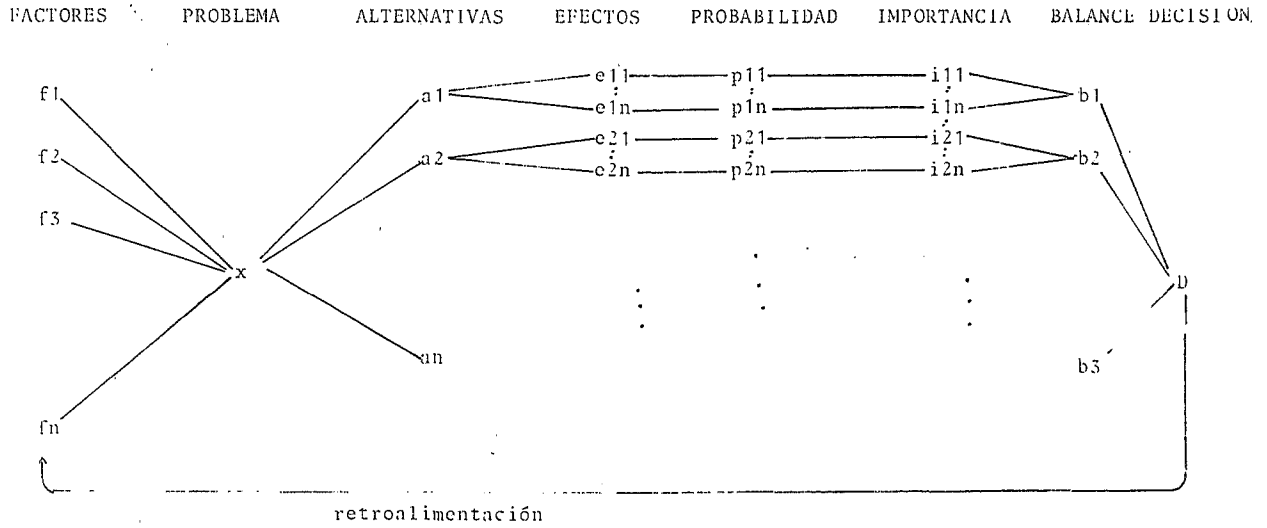 FACTORES PROBLEMA ALTERNATIVAS EFECTOS PROBABILIDAD IMPORTANCIA BALANCE DECISION
e11 p11 i11
f1 a1 b1
e1n p1n i1n
e21 p21 i21
f2 a2 b2
e2n p2n i2n
f3
x D
an b3
fn
retroalimentación